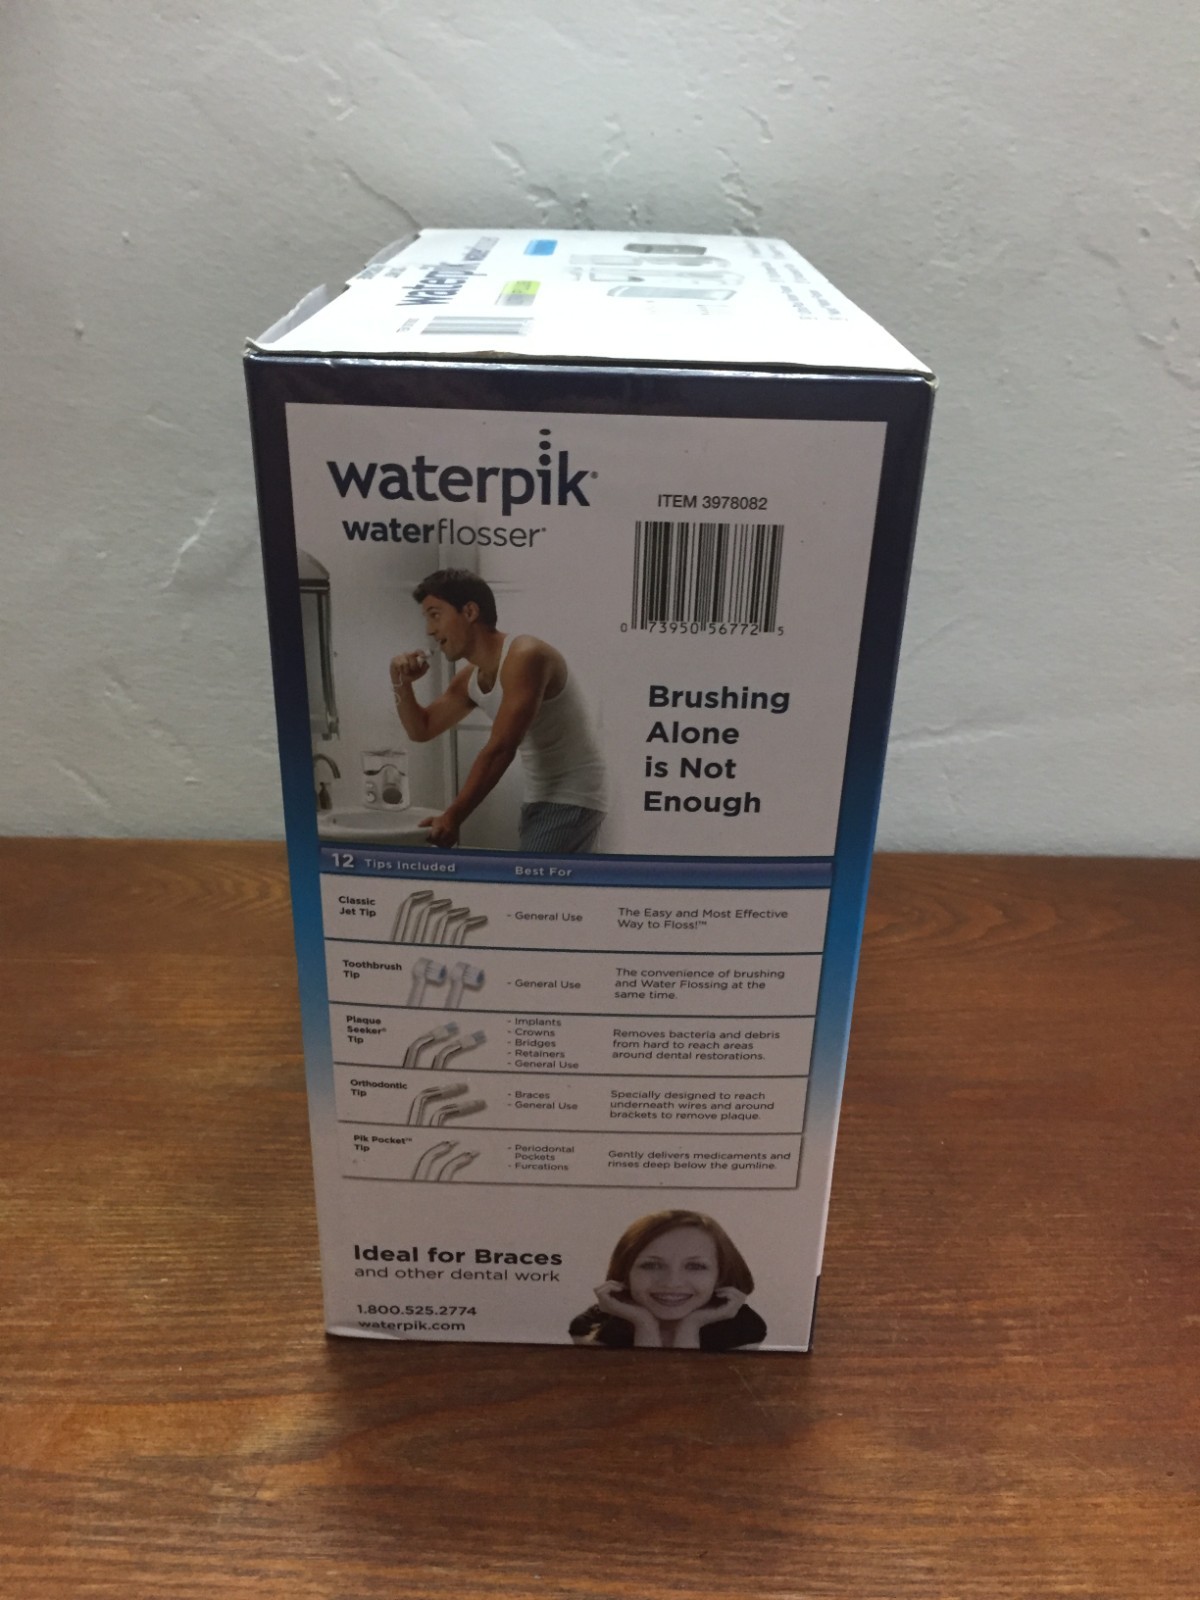 waterpik
waterpik®
waterflosser®
ITEM 3978082
0 73950 56772 5
Brushing
Alone
is Not
Enough
12 Tips Included Best For
Classic
Jet Tip
- General Use
The Easy and Most Effective
Way to Floss!™
Toothbrush
Tip
- General Use
The convenience of brushing
and Water Flossing at the
same time.
Plaque
Seeker®
Tip
- Implants
- Crowns
- Bridges
- Retainers
- General Use
Removes bacteria and debris
from hard to reach areas
around dental restorations.
Orthodontic
Tip
- Braces
- General Use
Specially designed to reach
underneath wires and around
brackets to remove plaque.
Pik Pocket™
Tip
- Periodontal
Pockets
- Furcations
Gently delivers medicaments and
rinses deep below the gumline.
Ideal for Braces
and other dental work
1.800.525.2774
waterpik.com